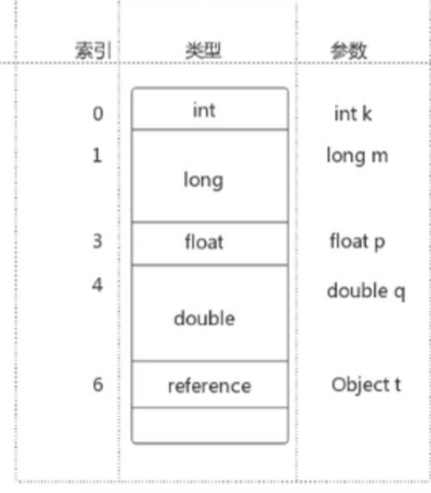 索引 类型 参数
0 int int k
1 long long m
3 float float p
4 double double q
6 reference Object t